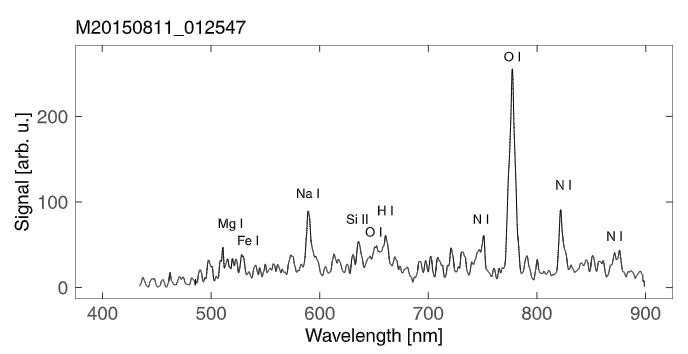 M20150811_012547
O I
N I
Na I
Mg I
Fe I
Si II
O I
H I
N I
N I
Signal [arb. u.]
200
100
0
400
500
600
700
800
900
Wavelength [nm]